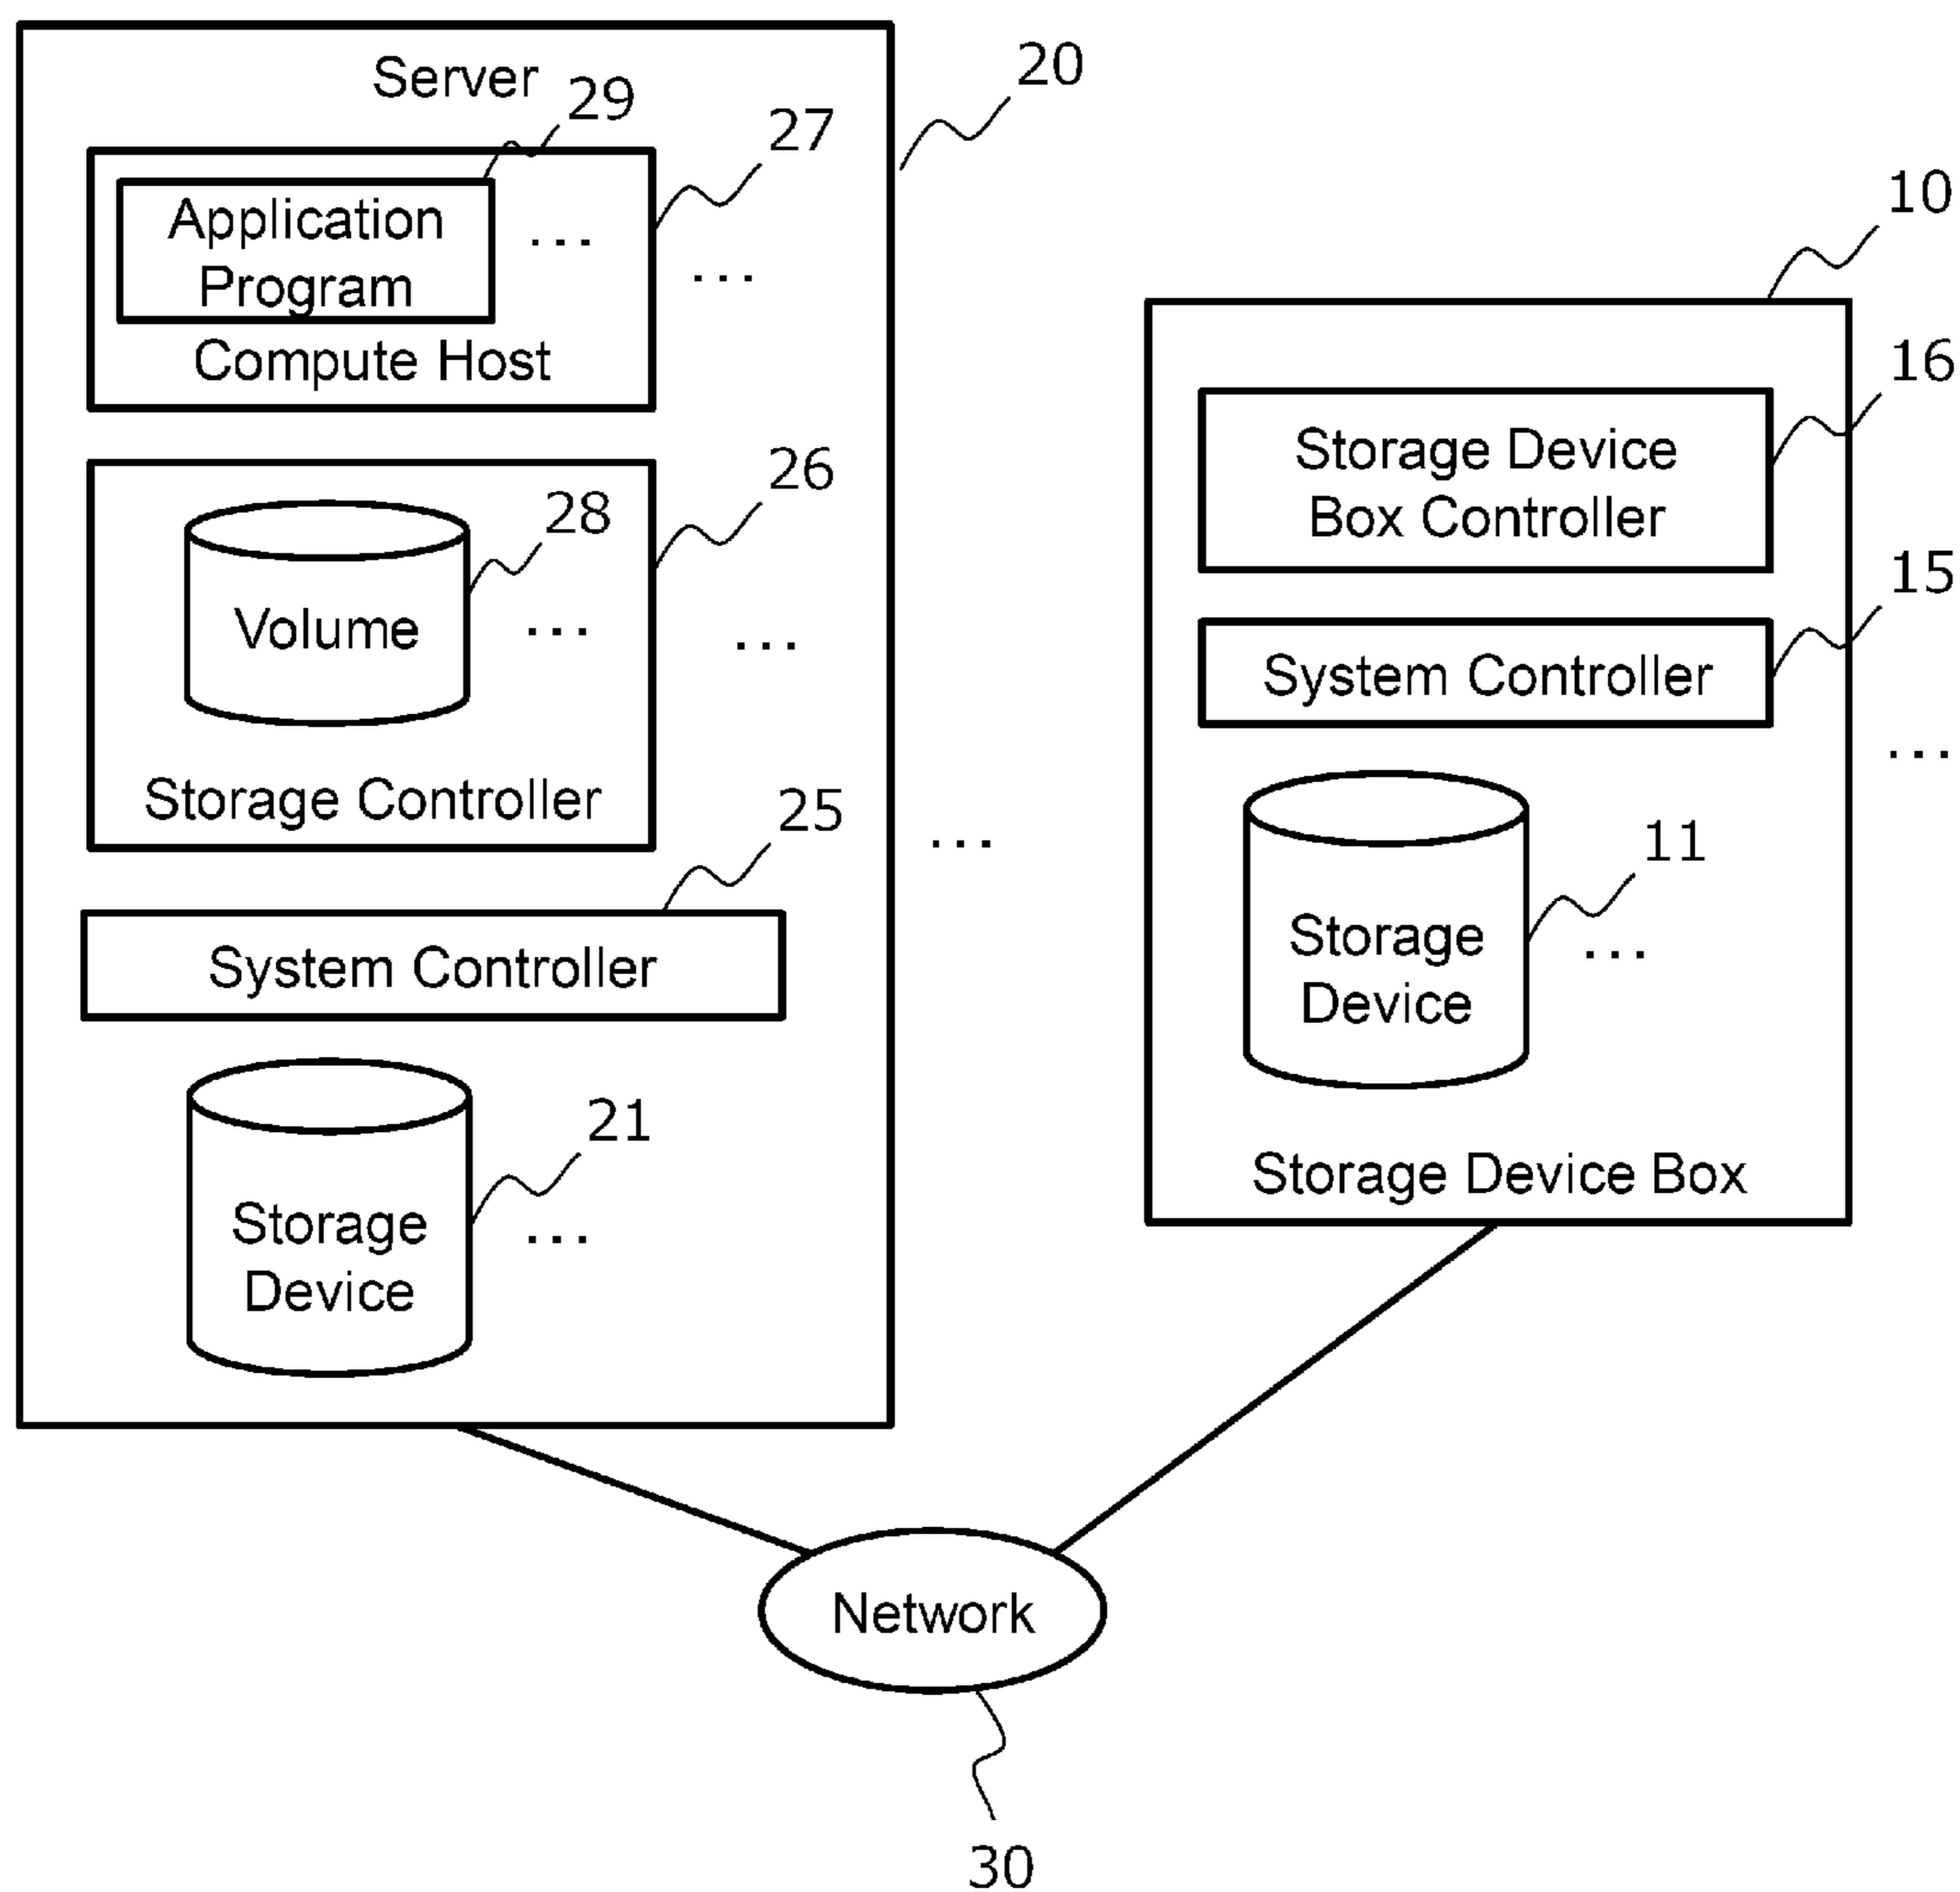 Server
29
27
20
Application
Program
...
...
Compute Host
26
28
Volume
...
...
Storage Controller
25
...
System Controller
21
Storage
Device
...
10
16
Storage Device
Box Controller
15
System Controller
...
11
Storage
Device
...
Storage Device Box
Network
30